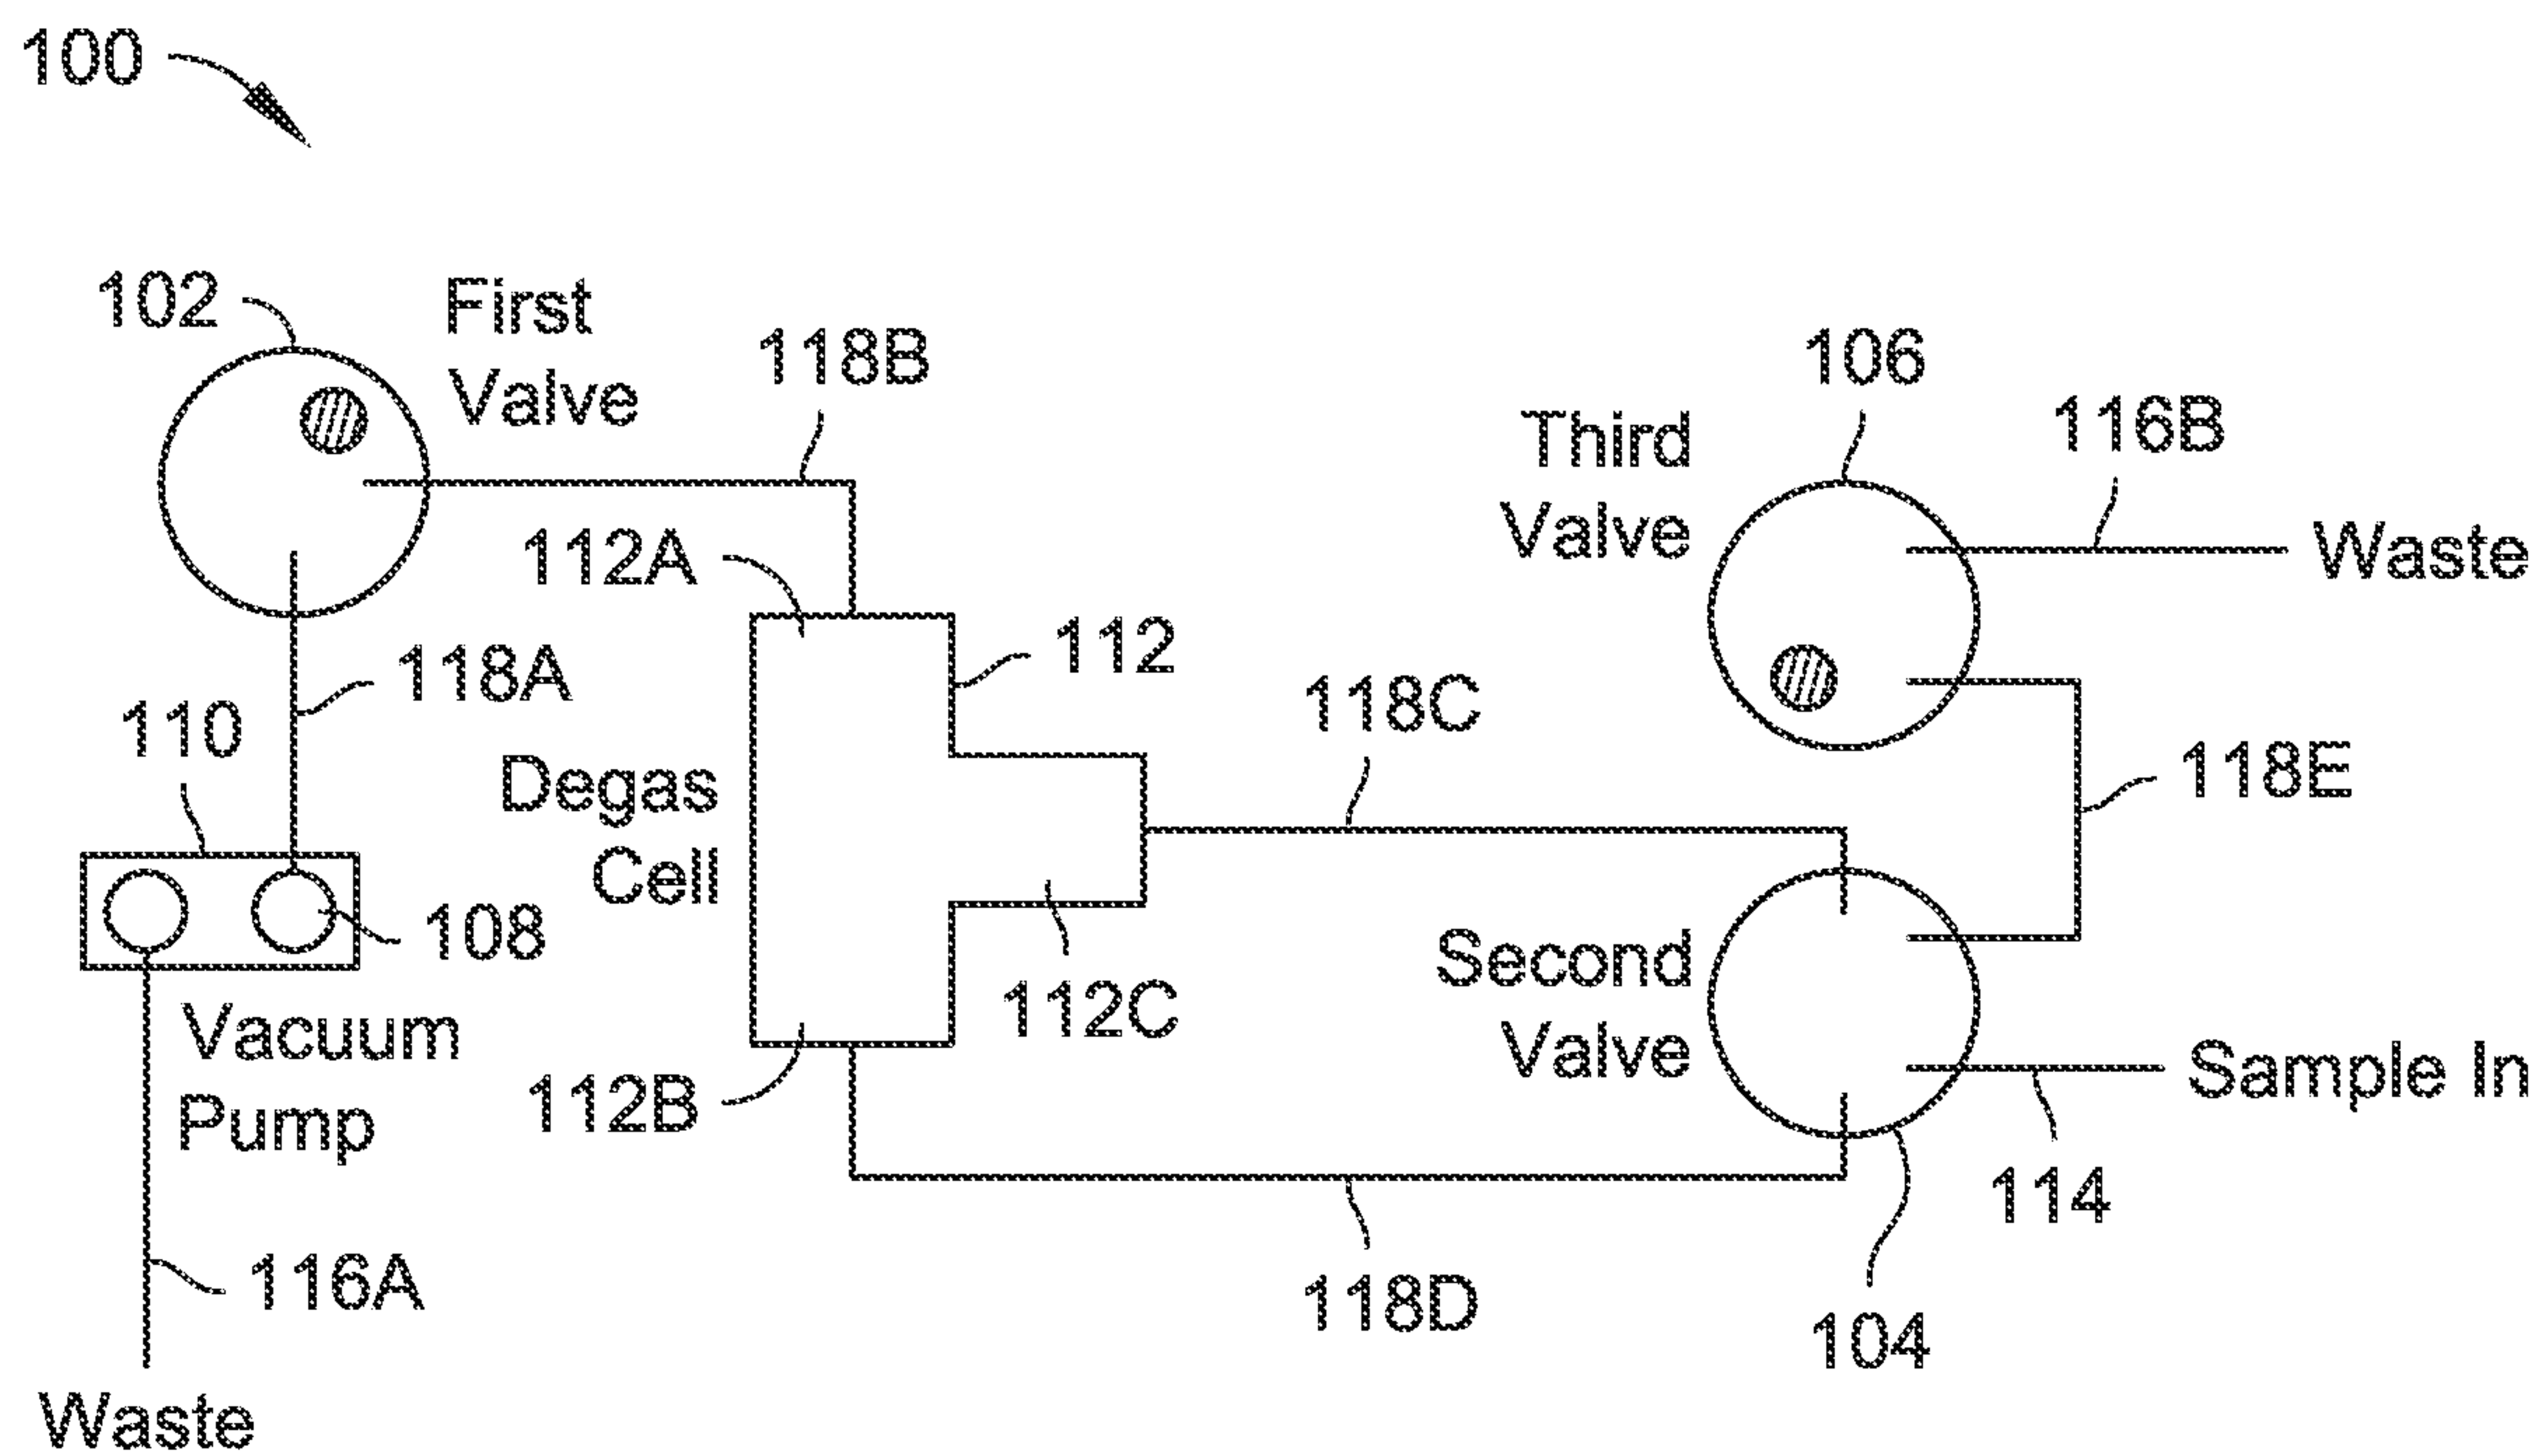 100
102
First
Valve
118B
106
Third
Valve
116B
Waste
112A
112
118A
118C
110
Degas
Cell
118E
108
112C
Second
Valve
Vacuum
Pump
112B
Sample In
114
116A
118D
104
Waste